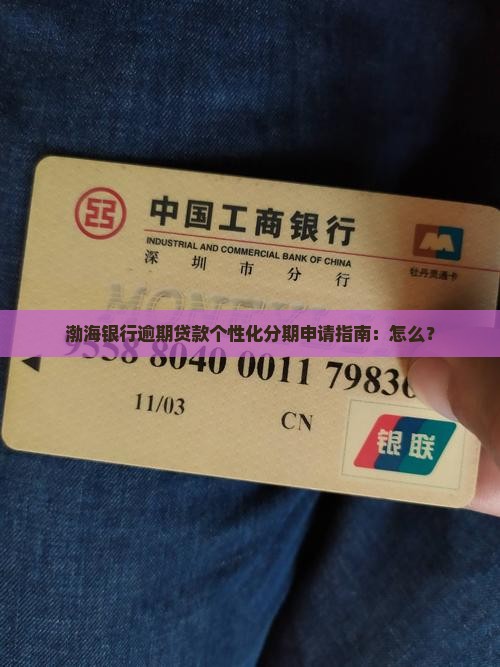 中国工商银行
INDUSTRIAL AND COMMERCIAL BANK OF CHINA
深圳市分行
牡丹灵通卡
渤海银行逾期贷款个性化分期申请指南：怎么？
9558 8040 0011 7983
11/03
CN
银联